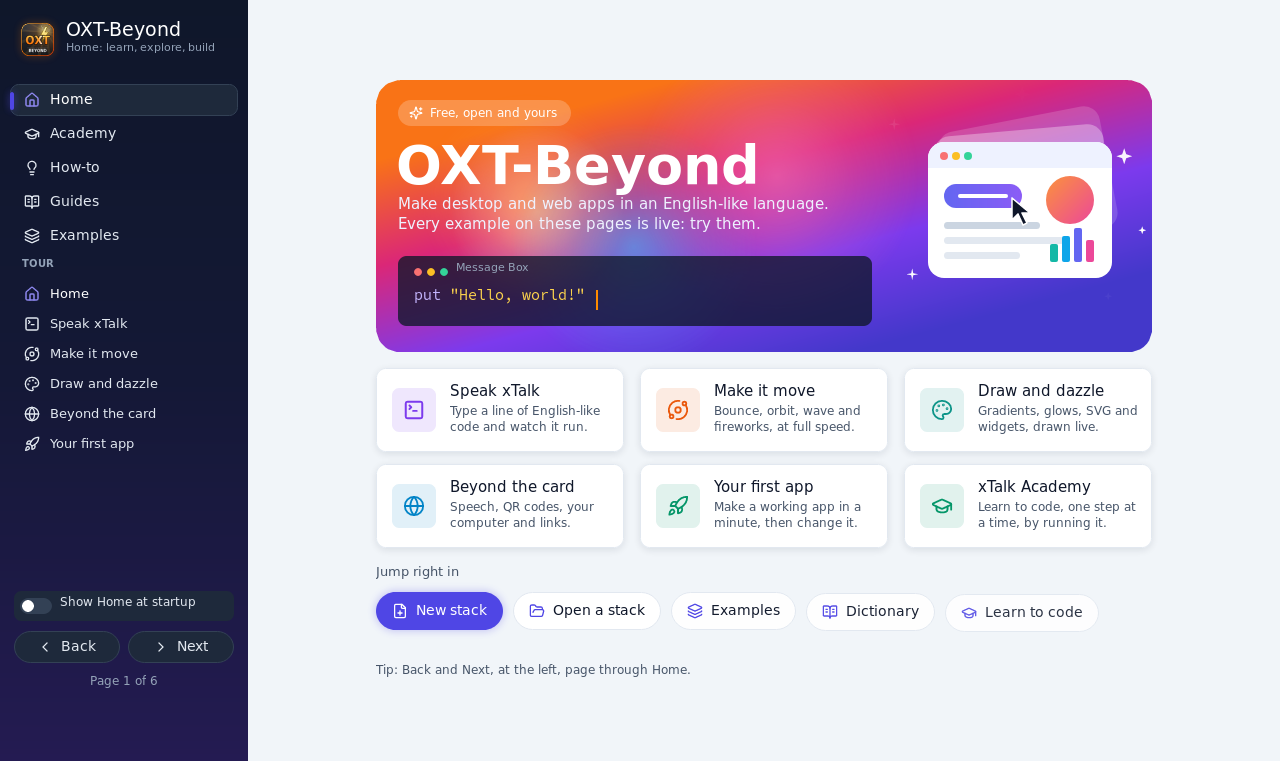 OXT
BEYOND
OXT-Beyond
Home: learn, explore, build
Home
Academy
How-to
Guides
Examples
TOUR
Home
Speak xTalk
Make it move
Draw and dazzle
Beyond the card
Your first app
Show Home at startup
Back
Next
Page 1 of 6
Free, open and yours
OXT-Beyond
Make desktop and web apps in an English-like language.
Every example on these pages is live: try them.
Message Box
put "Hello, world!"
Speak xTalk
Type a line of English-like
code and watch it run.
Make it move
Bounce, orbit, wave and
fireworks, at full speed.
Draw and dazzle
Gradients, glows, SVG and
widgets, drawn live.
Beyond the card
Speech, QR codes, your
computer and links.
Your first app
Make a working app in a
minute, then change it.
xTalk Academy
Learn to code, one step at
a time, by running it.
Jump right in
New stack
Open a stack
Examples
Dictionary
Learn to code
Tip: Back and Next, at the left, page through Home.